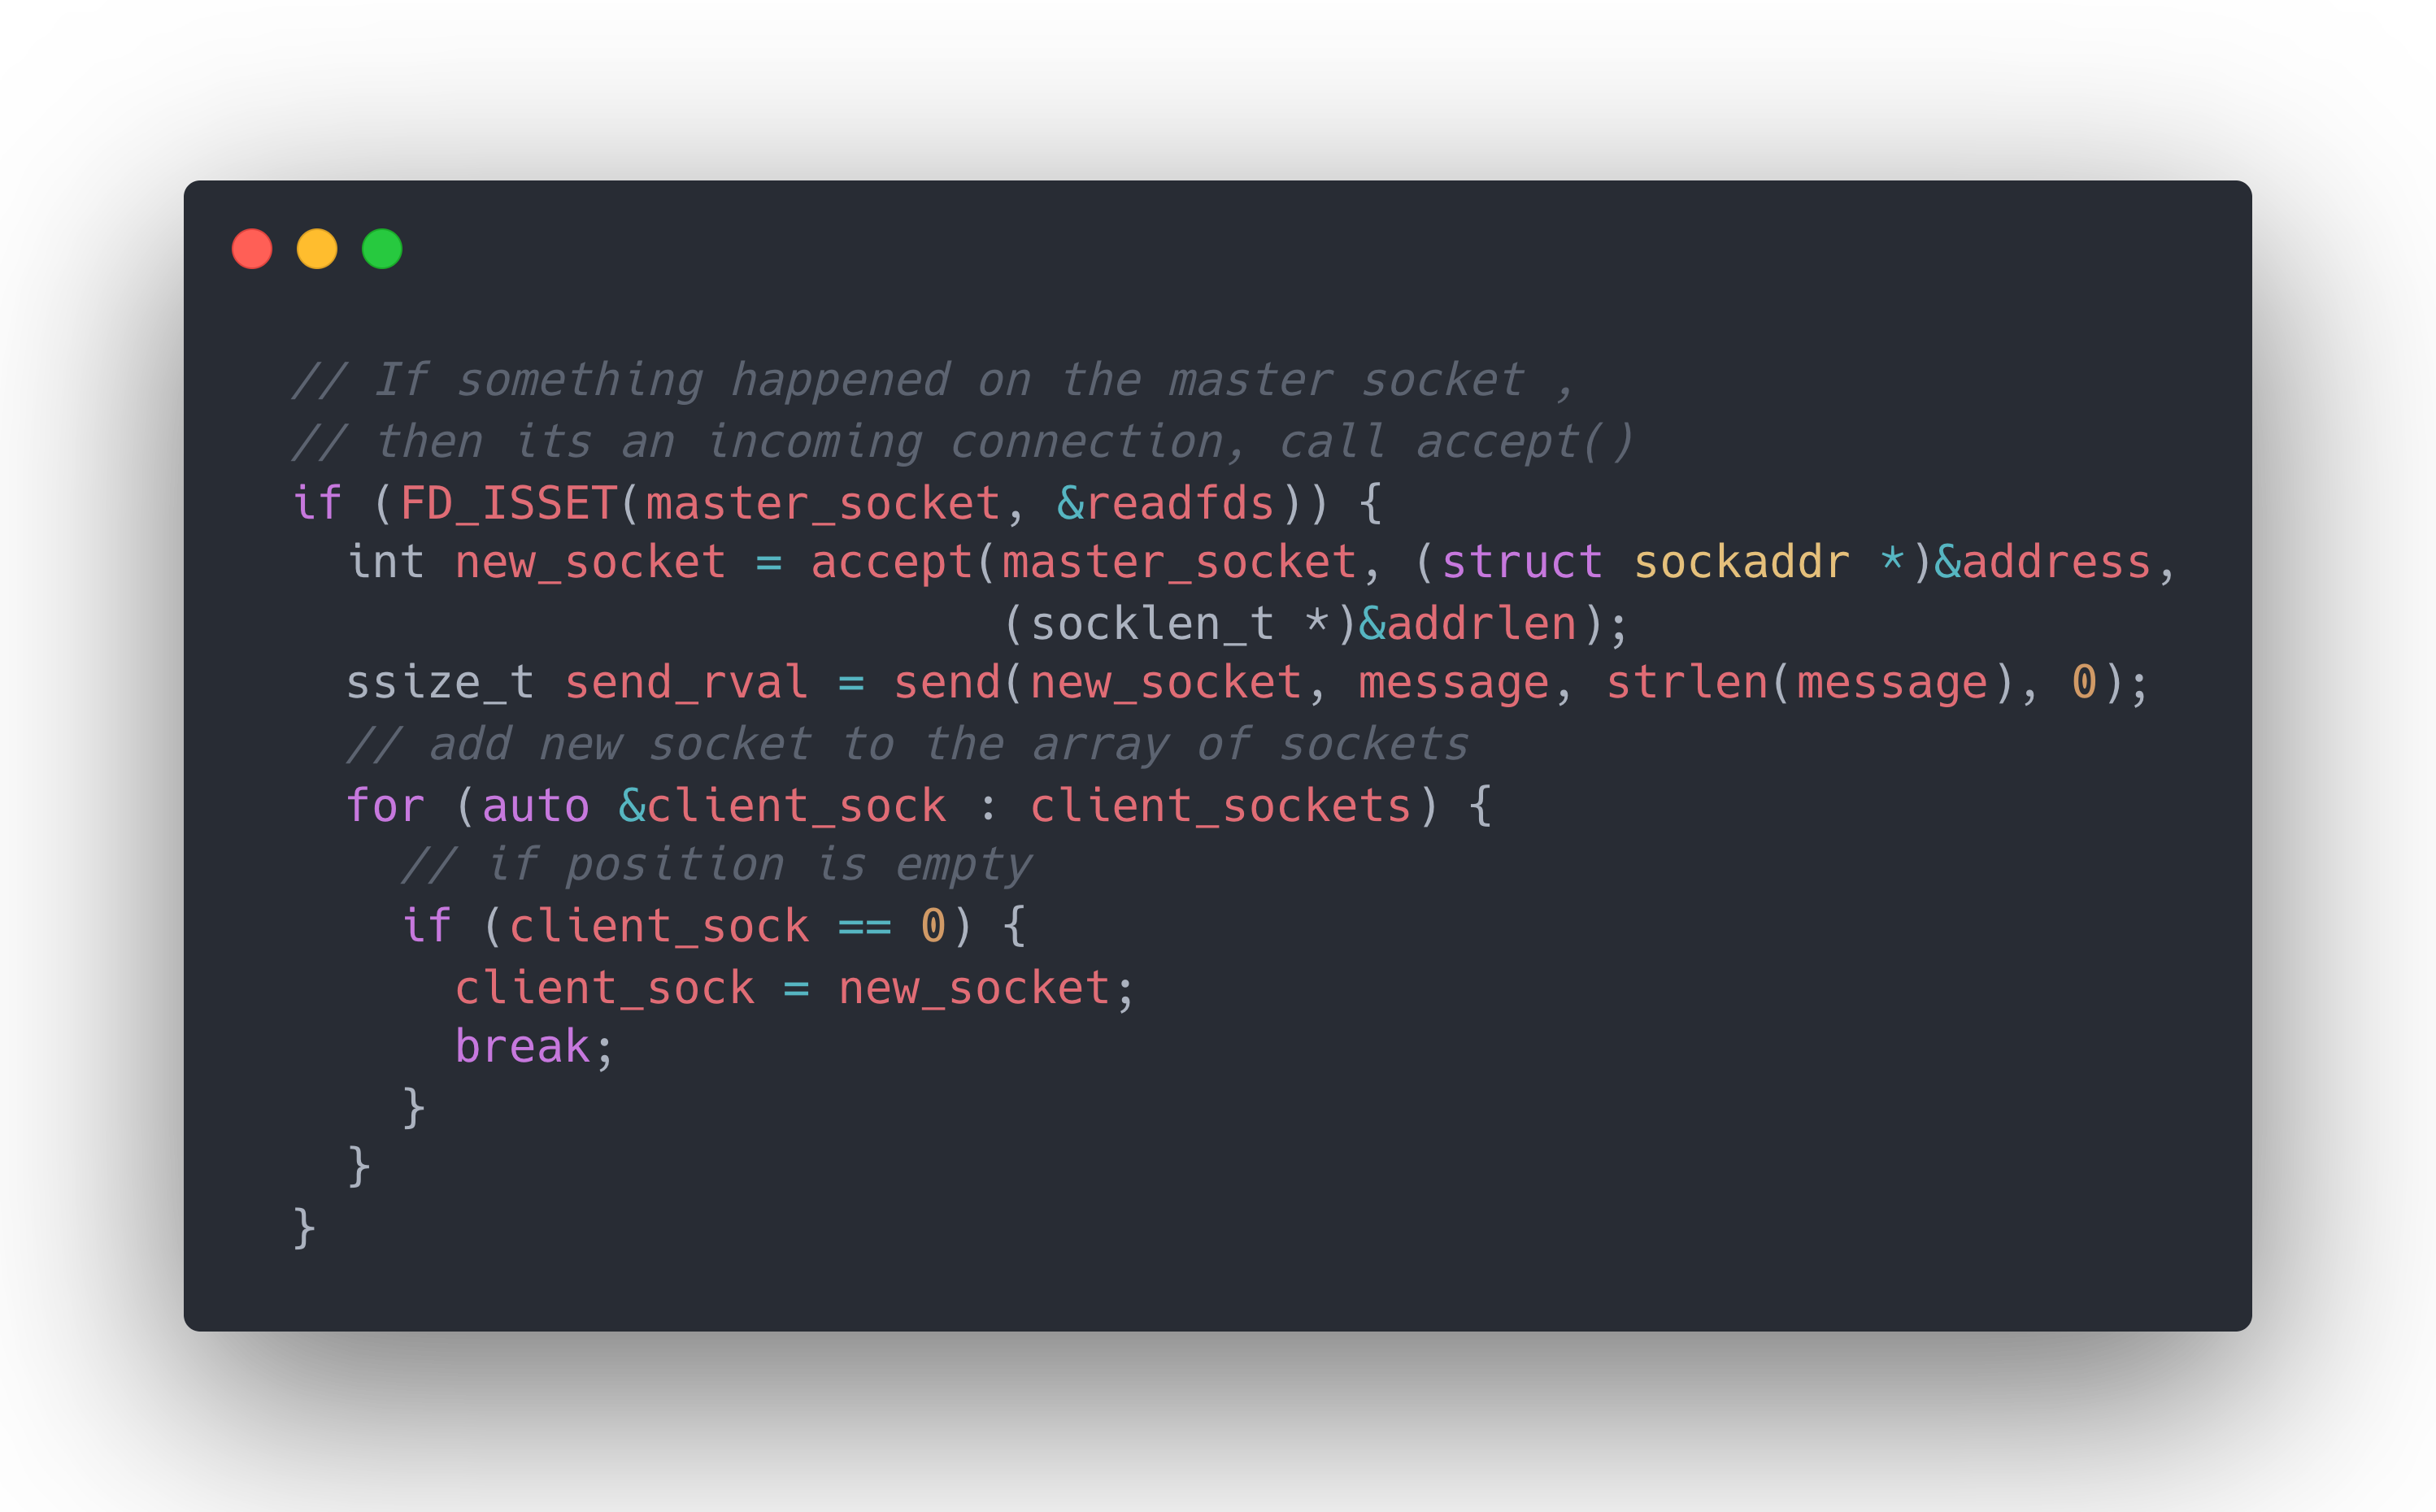 // If something happened on the master socket ,
// then its an incoming connection, call accept()
if (FD_ISSET(master_socket, &readfds)) {
  int new_socket = accept(master_socket, (struct sockaddr *)&address,
                          (socklen_t *)&addrlen);
  ssize_t send_rval = send(new_socket, message, strlen(message), 0);
  // add new socket to the array of sockets
  for (auto &client_sock : client_sockets) {
    // if position is empty
    if (client_sock == 0) {
      client_sock = new_socket;
      break;
    }
  }
}